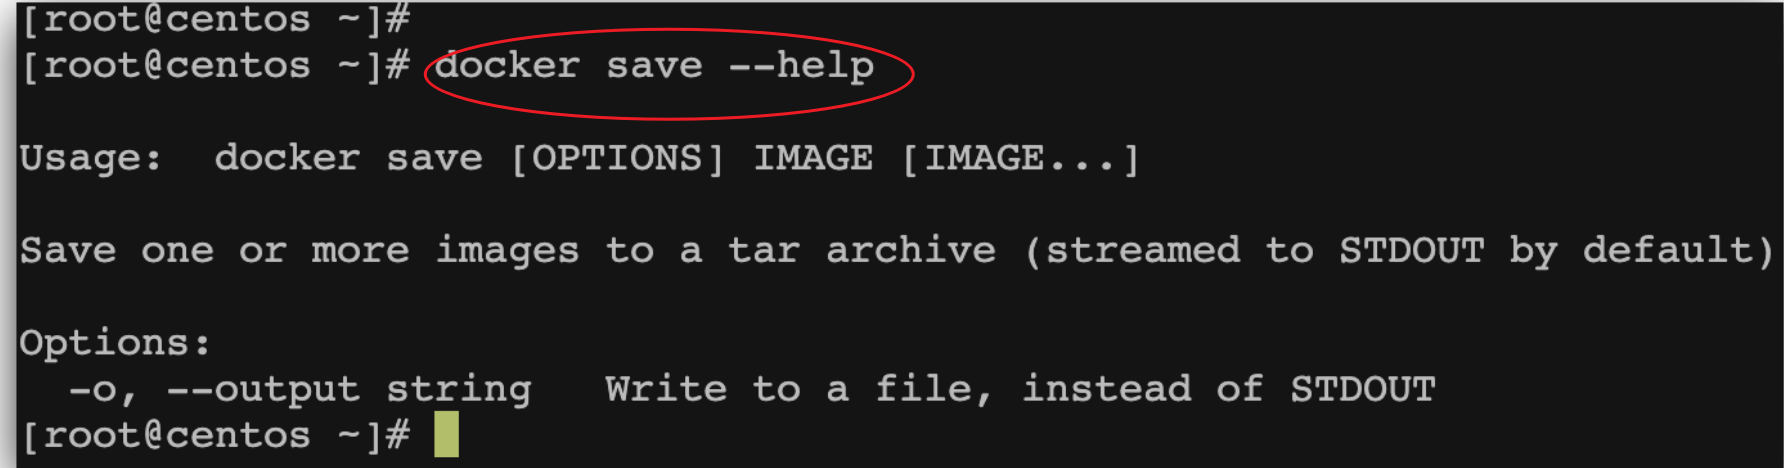 [root@centos ~]#
[root@centos ~]# docker save --help
Usage:  docker save [OPTIONS] IMAGE [IMAGE...]
Save one or more images to a tar archive (streamed to STDOUT by default)
Options:
  -o, --output string   Write to a file, instead of STDOUT
[root@centos ~]#